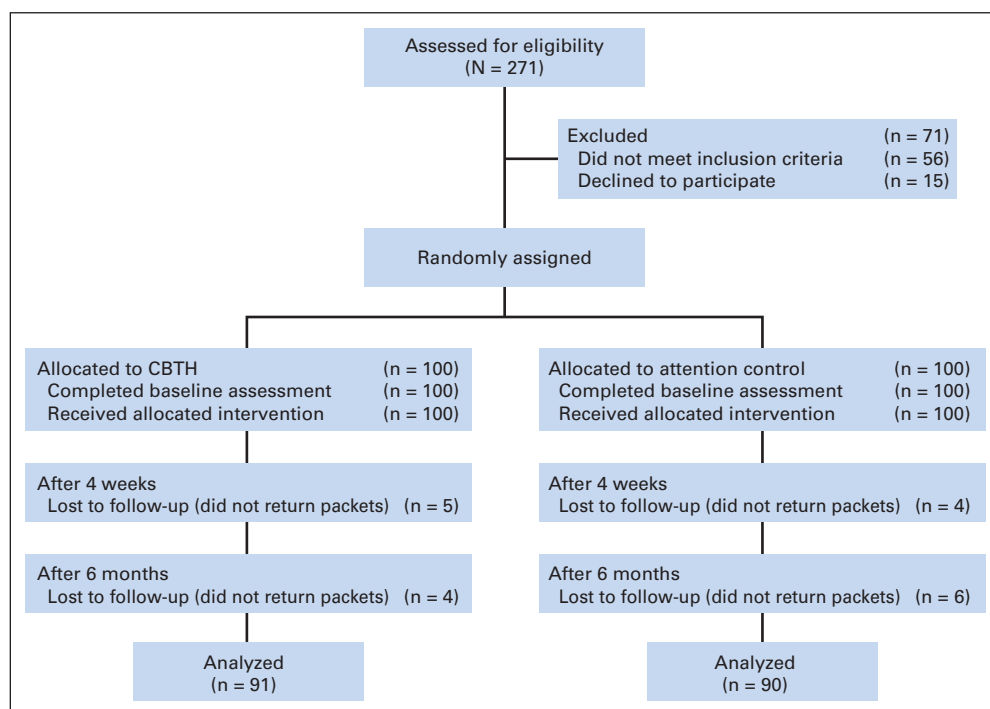 Assessed for eligibility
(N = 271)
Excluded (n = 71)
Did not meet inclusion criteria (n = 56)
Declined to participate (n = 15)
Randomly assigned
Allocated to CBTH (n = 100)
Completed baseline assessment (n = 100)
Received allocated intervention (n = 100)
After 4 weeks
Lost to follow-up (did not return packets) (n = 5)
After 6 months
Lost to follow-up (did not return packets) (n = 4)
Analyzed
(n = 91)
Allocated to attention control (n = 100)
Completed baseline assessment (n = 100)
Received allocated intervention (n = 100)
After 4 weeks
Lost to follow-up (did not return packets) (n = 4)
After 6 months
Lost to follow-up (did not return packets) (n = 6)
Analyzed
(n = 90)